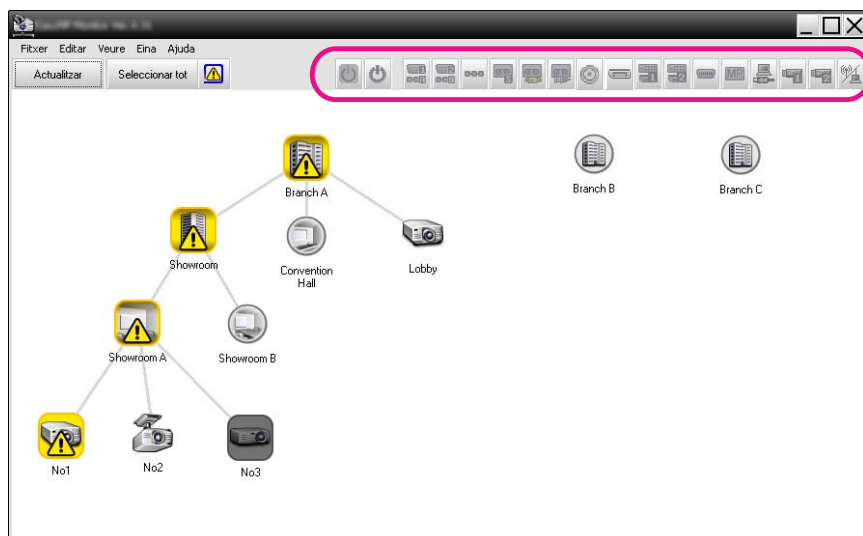 Fitxer Editar Veure Eina Ajuda
Actualitzar Seleccionar tot
MP
Branch A
Branch B
Branch C
Showroom
Convention
Hall
Lobby
Showroom A
Showroom B
No1
No2
No3